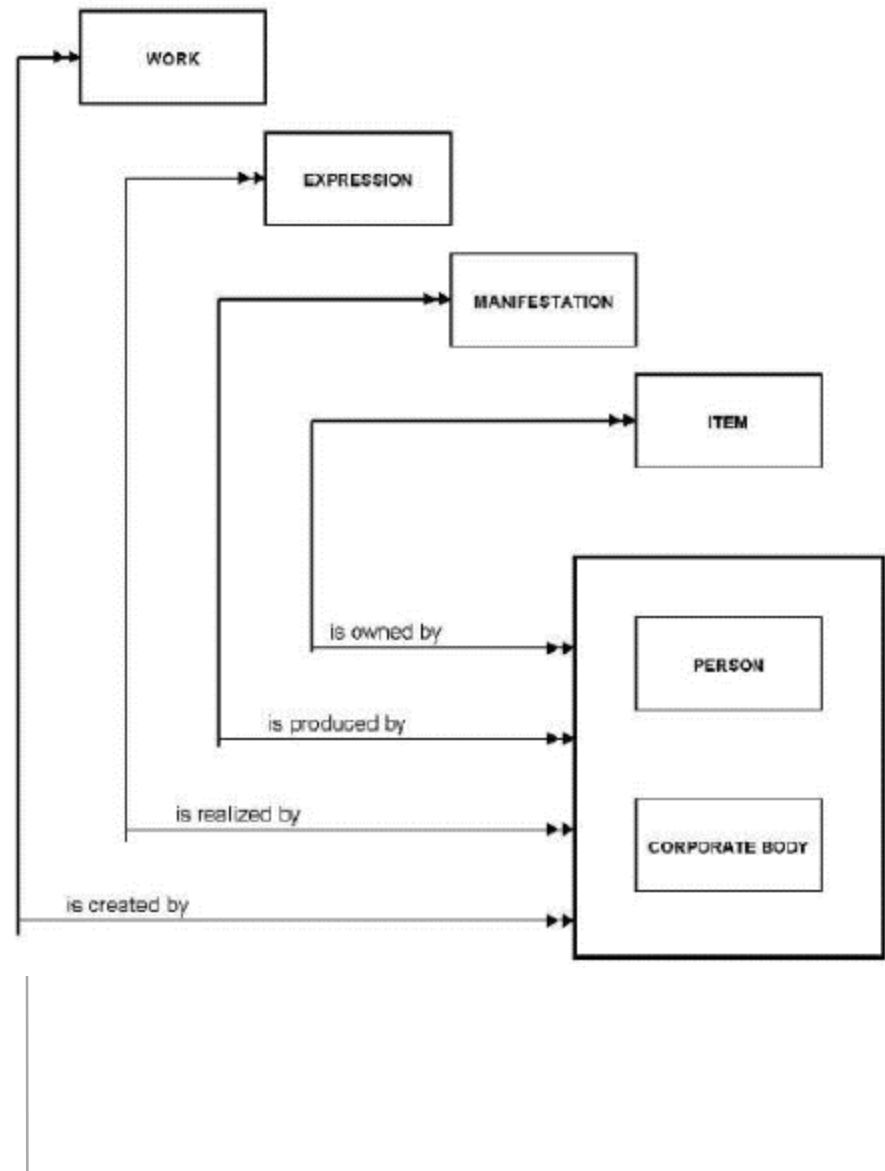 WORK
EXPRESSION
MANIFESTATION
ITEM
is owned by
PERSON
is produced by
is realized by
CORPORATE BODY
is created by